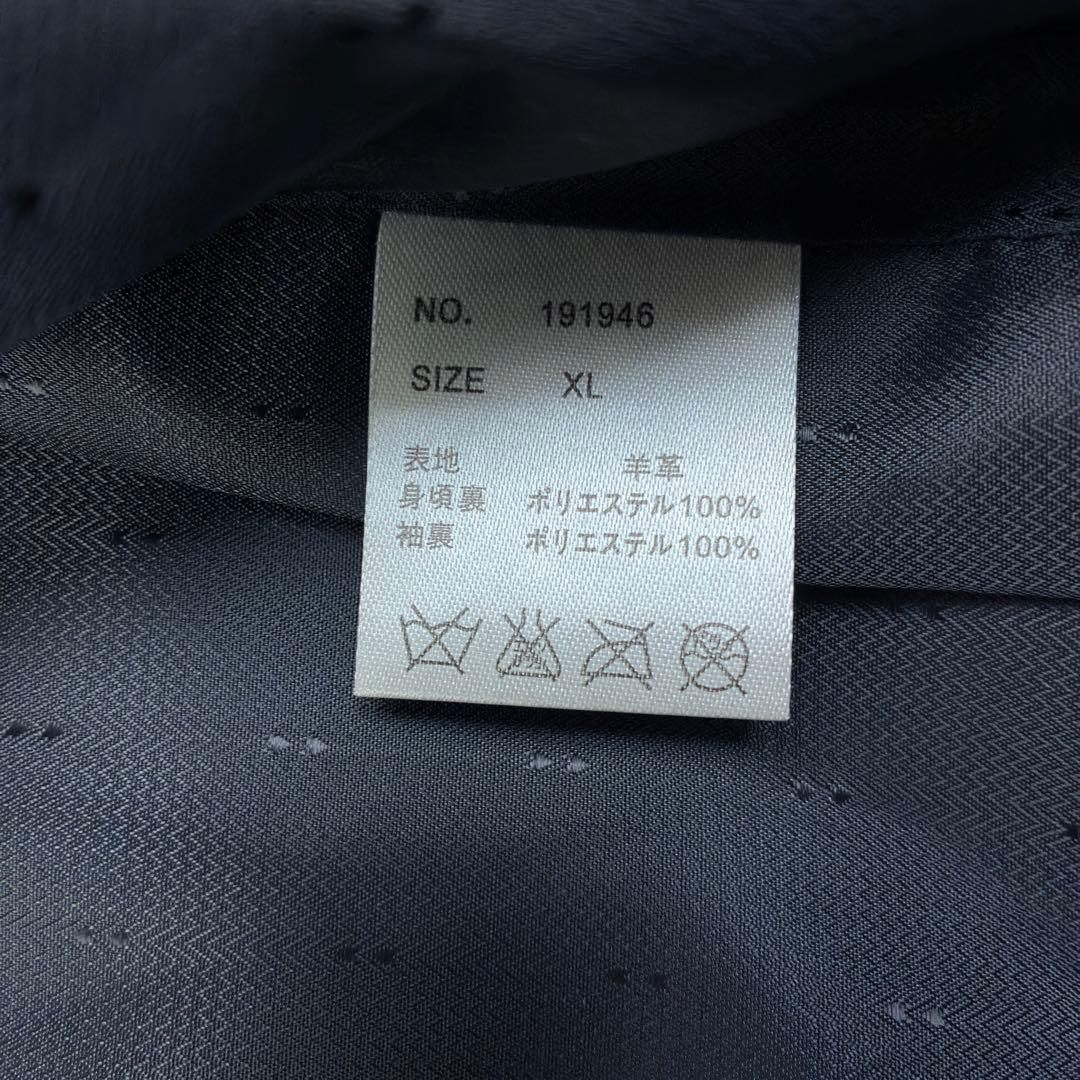 NO. 191946
SIZE XL
表地 羊革
身頃裏 ポリエステル100%
袖裏 ポリエステル100%